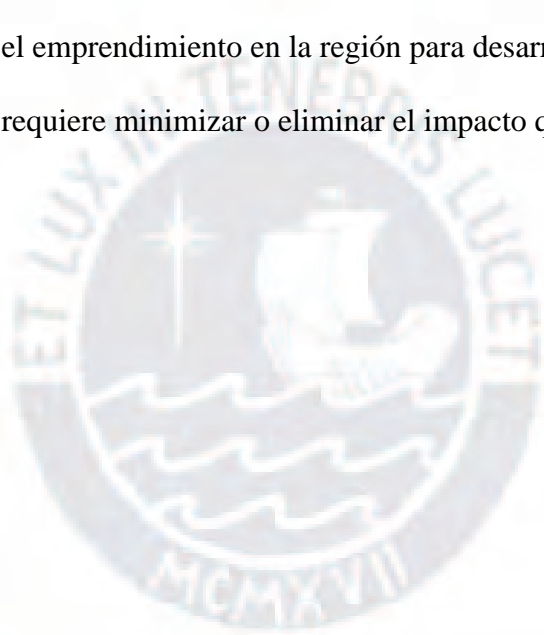 el emprendimiento en la región para desarr
requiere minimizar o eliminar el impacto q
ET LUX IN TENEBRIS LUCET
MCMXVII